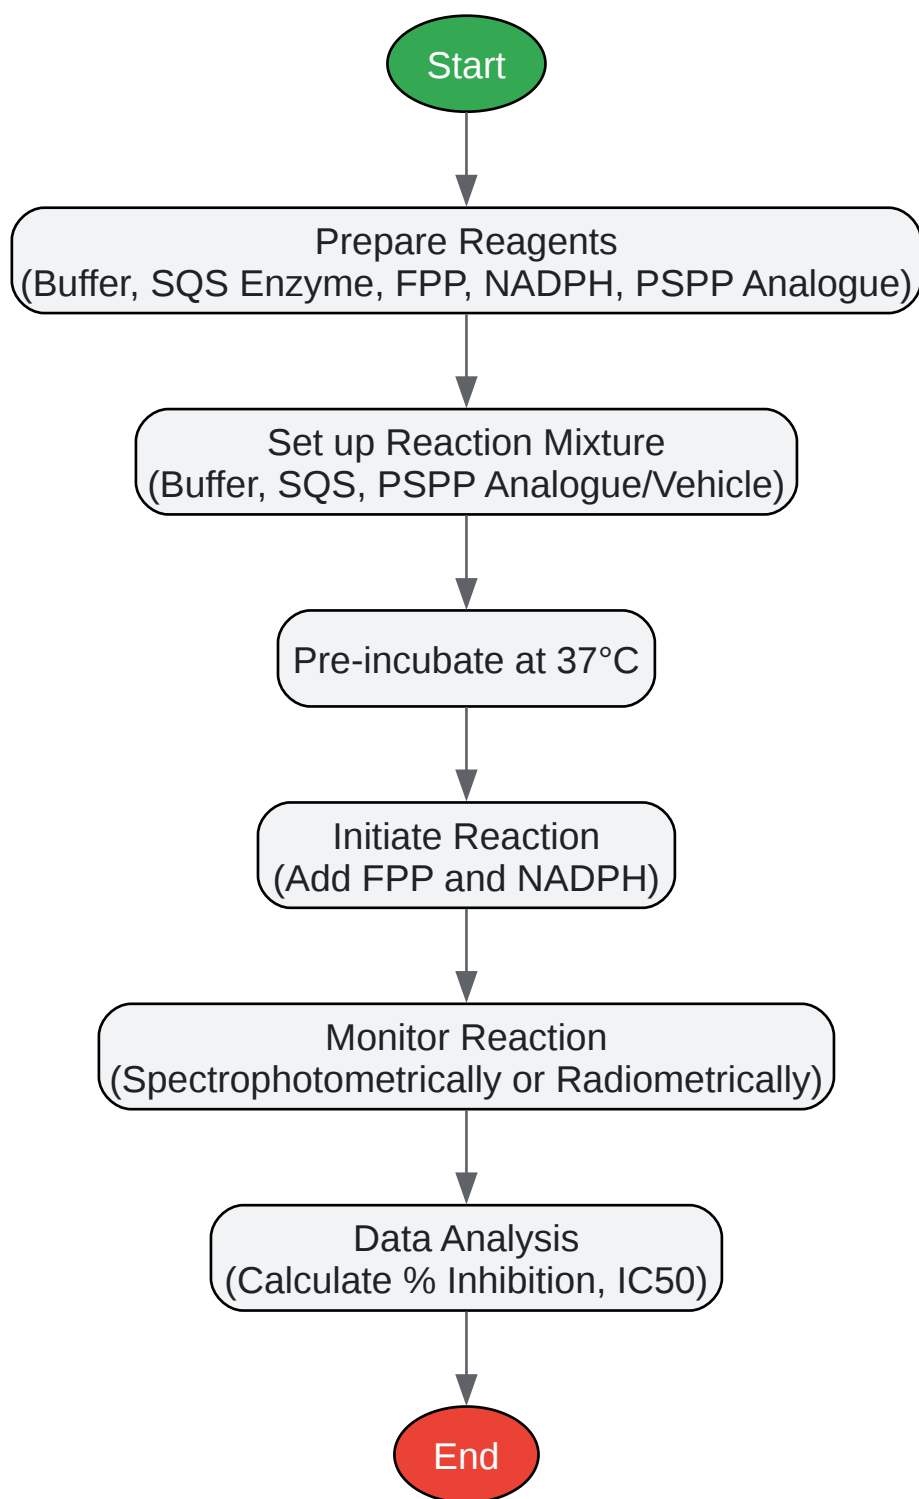 Start
Prepare Reagents
(Buffer, SQS Enzyme, FPP, NADPH, PSPP Analogue)
Set up Reaction Mixture
(Buffer, SQS, PSPP Analogue/Vehicle)
Pre-incubate at 37°C
Initiate Reaction
(Add FPP and NADPH)
Monitor Reaction
(Spectrophotometrically or Radiometrically)
Data Analysis
(Calculate % Inhibition, IC50)
End